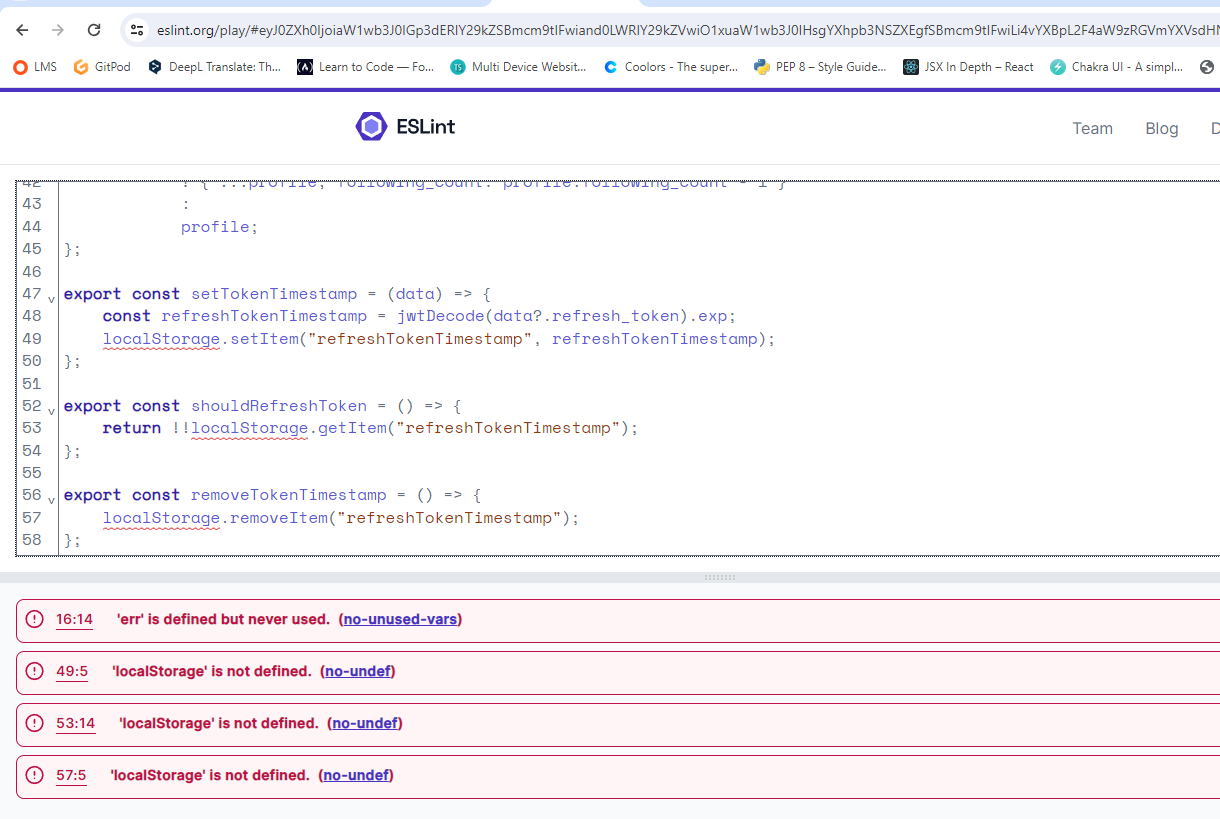 eslint.org/play/#eyJ0ZXh0IjoiaW1wb3J0IGp3dERlY29kZSBmcm9tIFwiand0LWRlY29kZVwiO1xuaW1wb3J0IHsgYXhpb3NSZXEgfSBmcm9tIFwiLi4vYXBpL2F4aW9zRGVmYXVsdHN
LMS GitPod DeepL Translate: Th... Learn to Code — Fo... TS Multi Device Websit... Coolors - The super... PEP 8 – Style Guide... JSX In Depth – React Chakra UI - A simpl...
ESLint Team Blog D
42 ? { ...profile, following_count: profile.following_count - 1 }
43 :
44 profile;
45 };
46
47 export const setTokenTimestamp = (data) => {
48 const refreshTokenTimestamp = jwtDecode(data?.refresh_token).exp;
49 localStorage.setItem("refreshTokenTimestamp", refreshTokenTimestamp);
50 };
51
52 export const shouldRefreshToken = () => {
53 return !!localStorage.getItem("refreshTokenTimestamp");
54 };
55
56 export const removeTokenTimestamp = () => {
57 localStorage.removeItem("refreshTokenTimestamp");
58 };
16:14 'err' is defined but never used. (no-unused-vars)
49:5 'localStorage' is not defined. (no-undef)
53:14 'localStorage' is not defined. (no-undef)
57:5 'localStorage' is not defined. (no-undef)